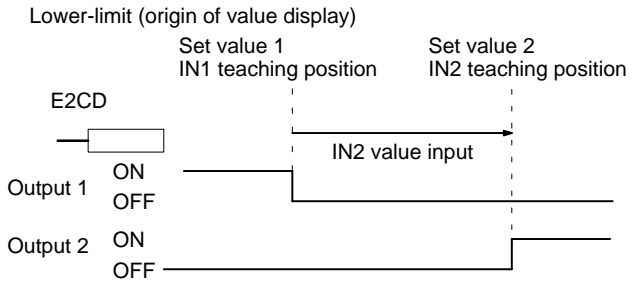 Lower-limit (origin of value display)
Set value 1
IN1 teaching position
Set value 2
IN2 teaching position
E2CD
IN2 value input
Output 1
ON
OFF
Output 2
ON
OFF